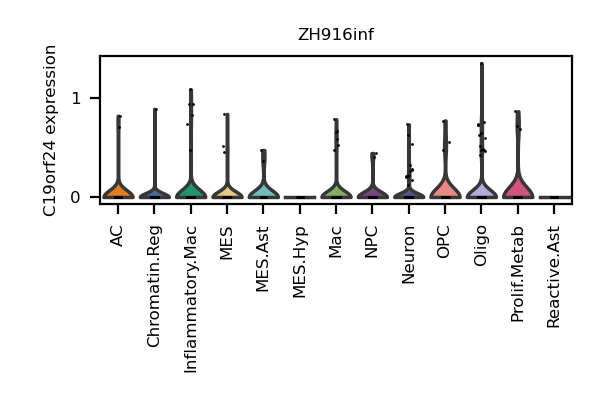 ZH916inf
C19orf24 expression
1
0
AC
Chromatin.Reg
Inflammatory.Mac
MES
MES.Ast
MES.Hyp
Mac
NPC
Neuron
OPC
Oligo
Prolif.Metab
Reactive.Ast